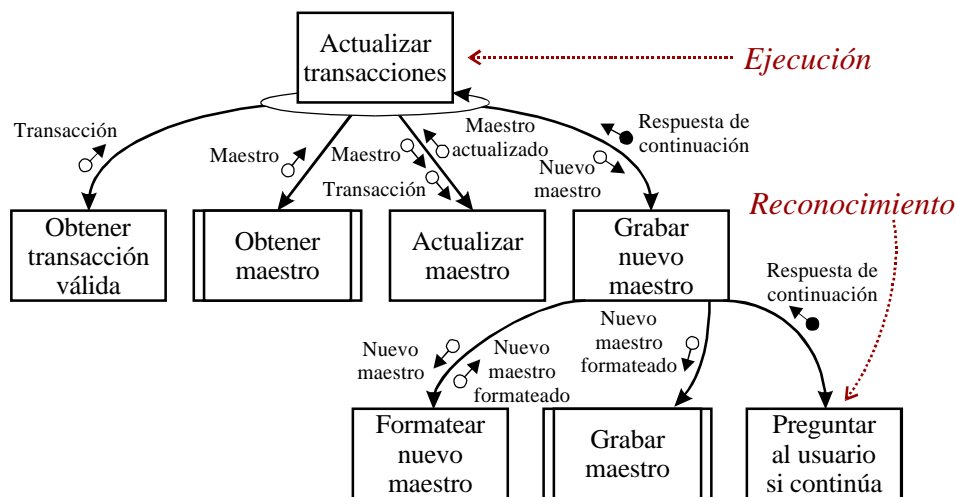 Actualizar
transacciones
Ejecución
Transacción
Maestro
Maestro
Transacción
Maestro
actualizado
Respuesta de
continuación
Nuevo
maestro
Obtener
transacción
válida
Obtener
maestro
Actualizar
maestro
Grabar
nuevo
maestro
Reconocimiento
Respuesta de
continuación
Nuevo
maestro
Nuevo
maestro
formateado
Nuevo
maestro
formateado
Formatear
nuevo
maestro
Grabar
maestro
Preguntar
al usuario
si continúa